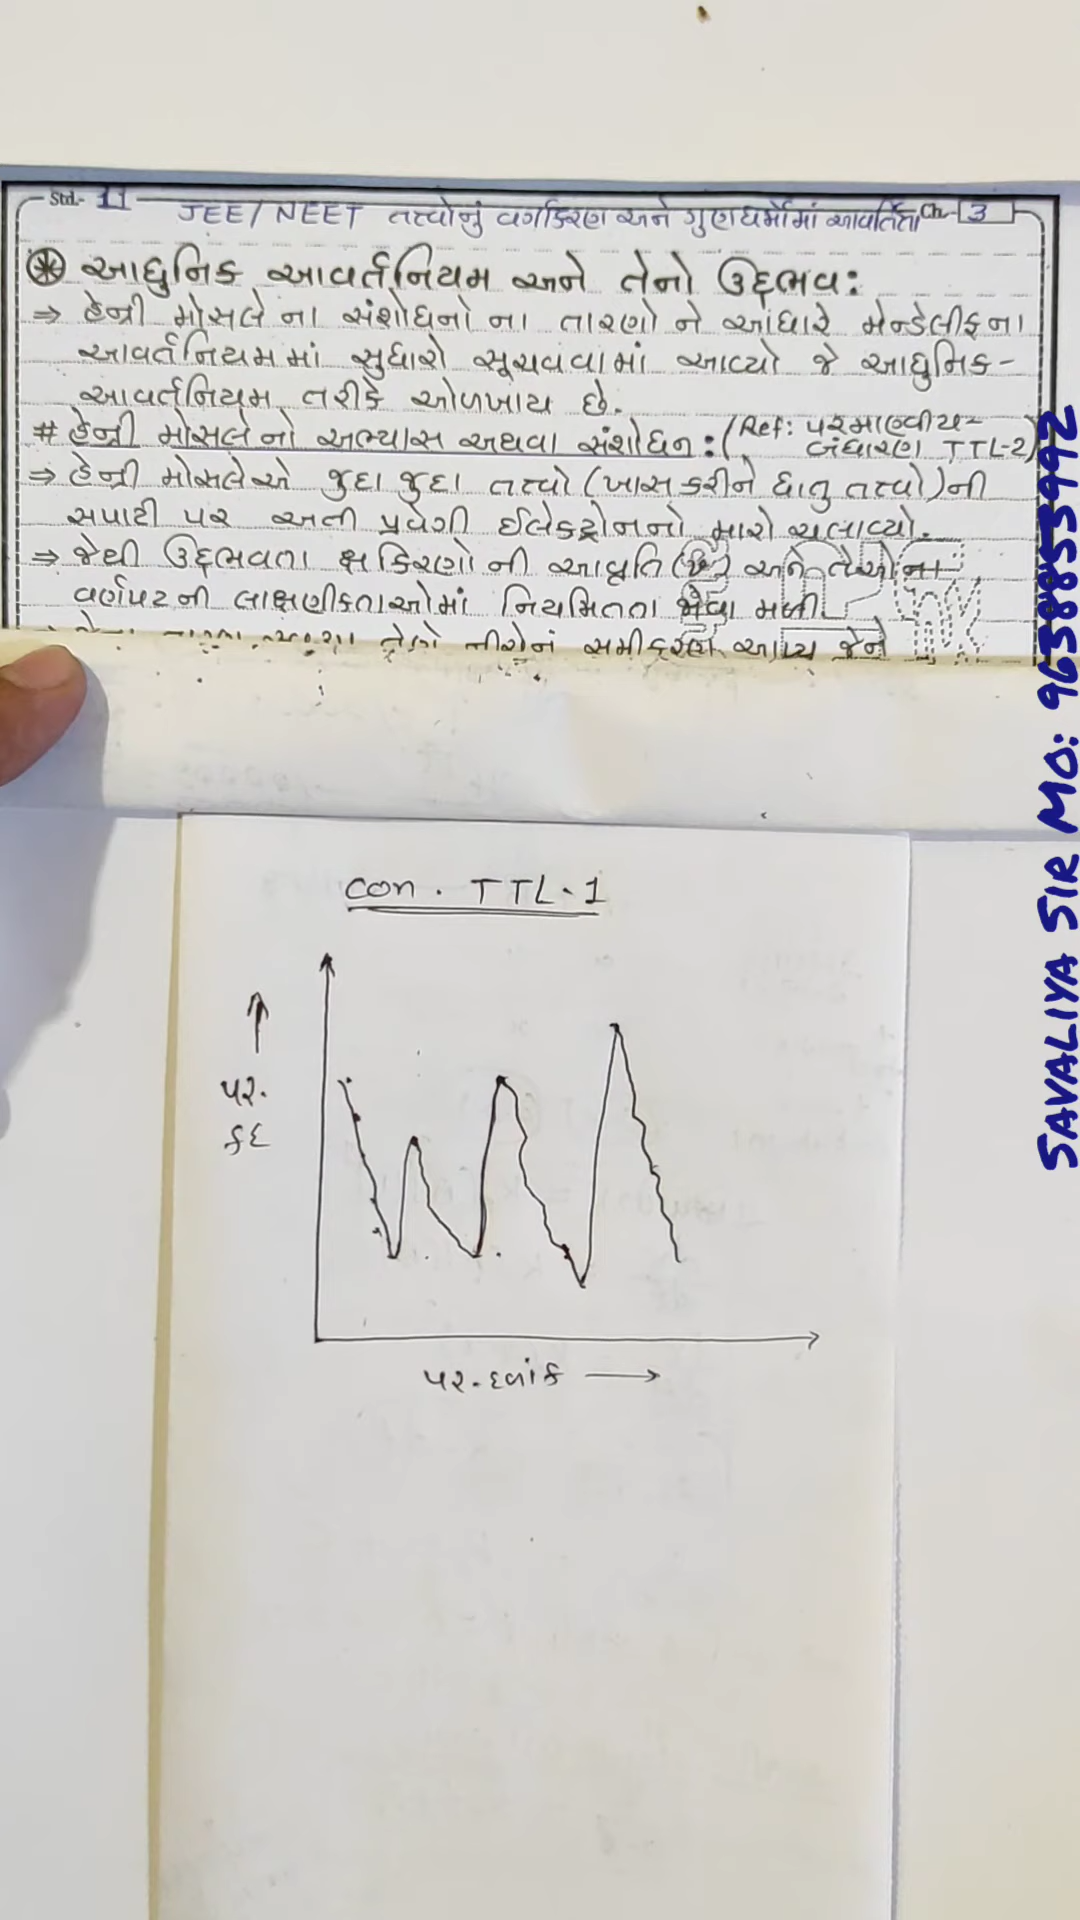 Std.- 11
JEE/NEET તત્ત્વોનું વર્ગીકરણ અને ગુણધર્મોમાં આવર્તિતા Ch.- 3
આધુનિક આવર્તનિયમ અને તેનો ઉદ્દભવ:
⇒ હેન્રી મોસલે ના સંશોધનો ના તારણો ને આધારે મેન્ડેલીફના
આવર્તનિયમમાં સુધારો સૂચવવામાં આવ્યો જે આધુનિક-
આવર્તનિયમ તરીકે ઓળખાય છે.
# હેન્રી મોસલે નો અભ્યાસ અથવા સંશોધન: (Ref: પરમાણ્વીય-
બંધારણ TTL-2)
⇒ હેન્રી મોસલેએ જુદા જુદા તત્ત્વો (ખાસ કરીને ધાતુ તત્ત્વો)ની
સપાટી પર અતી પ્રવેગી ઈલેક્ટ્રોનનો મારો ચલાવ્યો.
⇒ જેથી ઉદ્દભવતા ક્ષ કિરણો ની આવૃતિ અને તેઓના
વર્ણપટની લાક્ષણીકતાઓમાં નિયમિતતા જોવા મળી
તેણે નીચેનું સમીકરણ આપ્યુ જેને
con. TTL-1
પર.
કદ
પર.ક્રમાંક
SAVALIYA SIR MO: 9638853992